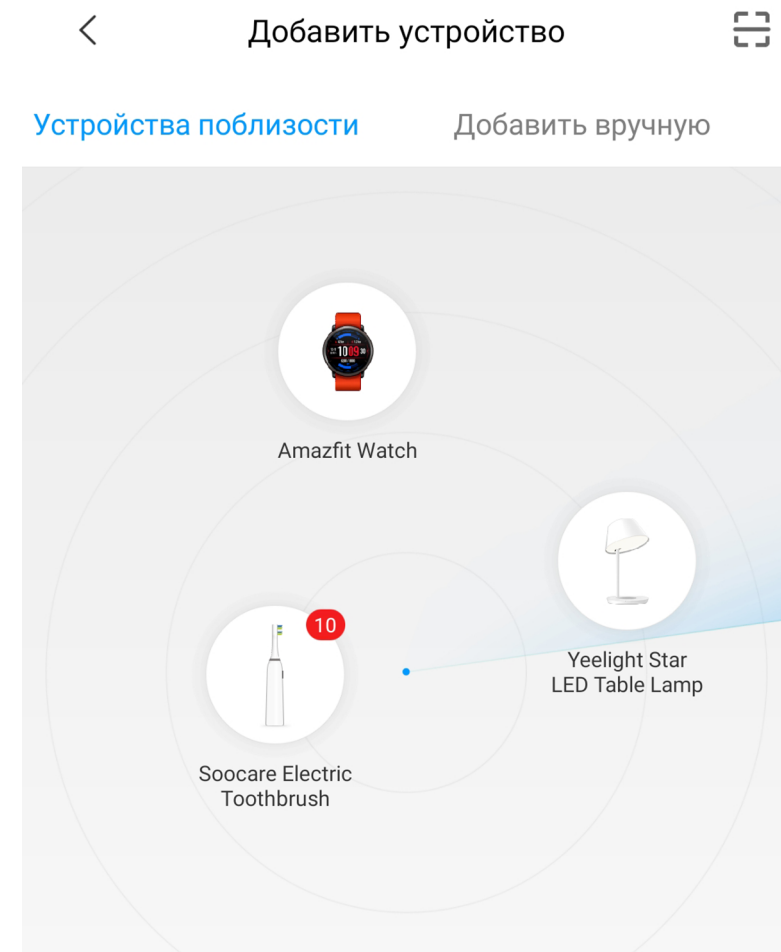 Добавить устройство
Устройства поблизости
Добавить вручную
Amazfit Watch
Yeelight Star
LED Table Lamp
10
Soocare Electric
Toothbrush